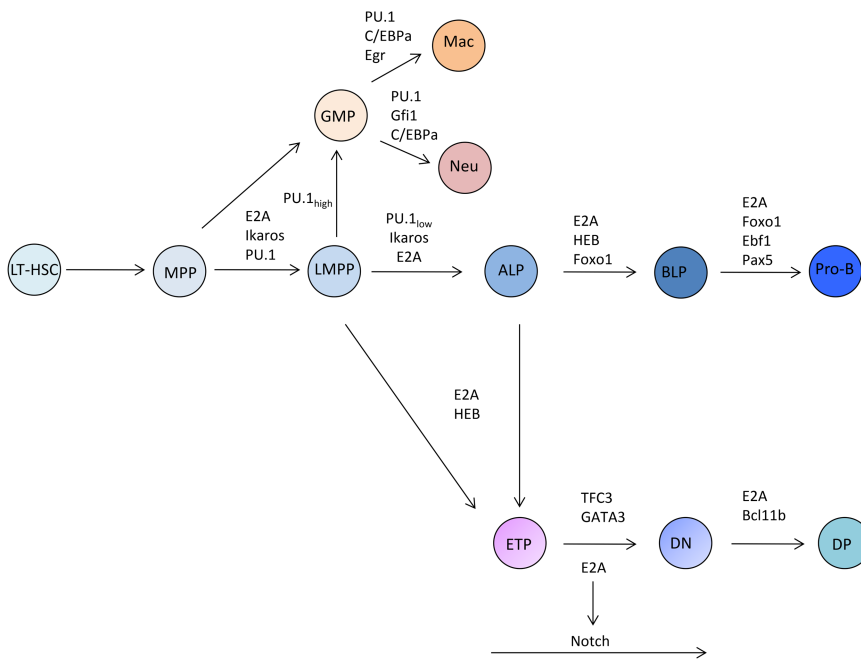 PU.1
C/EBPa
Egr
Mac
GMP
PU.1
Gfi1
C/EBPa
Neu
PU.1high
E2A
Ikaros
PU.1
PU.1low
Ikaros
E2A
E2A
HEB
Foxo1
E2A
Foxo1
Ebf1
Pax5
LT-HSC
MPP
LMPP
ALP
BLP
Pro-B
E2A
HEB
TFC3
GATA3
E2A
Bcl11b
ETP
DN
DP
E2A
Notch